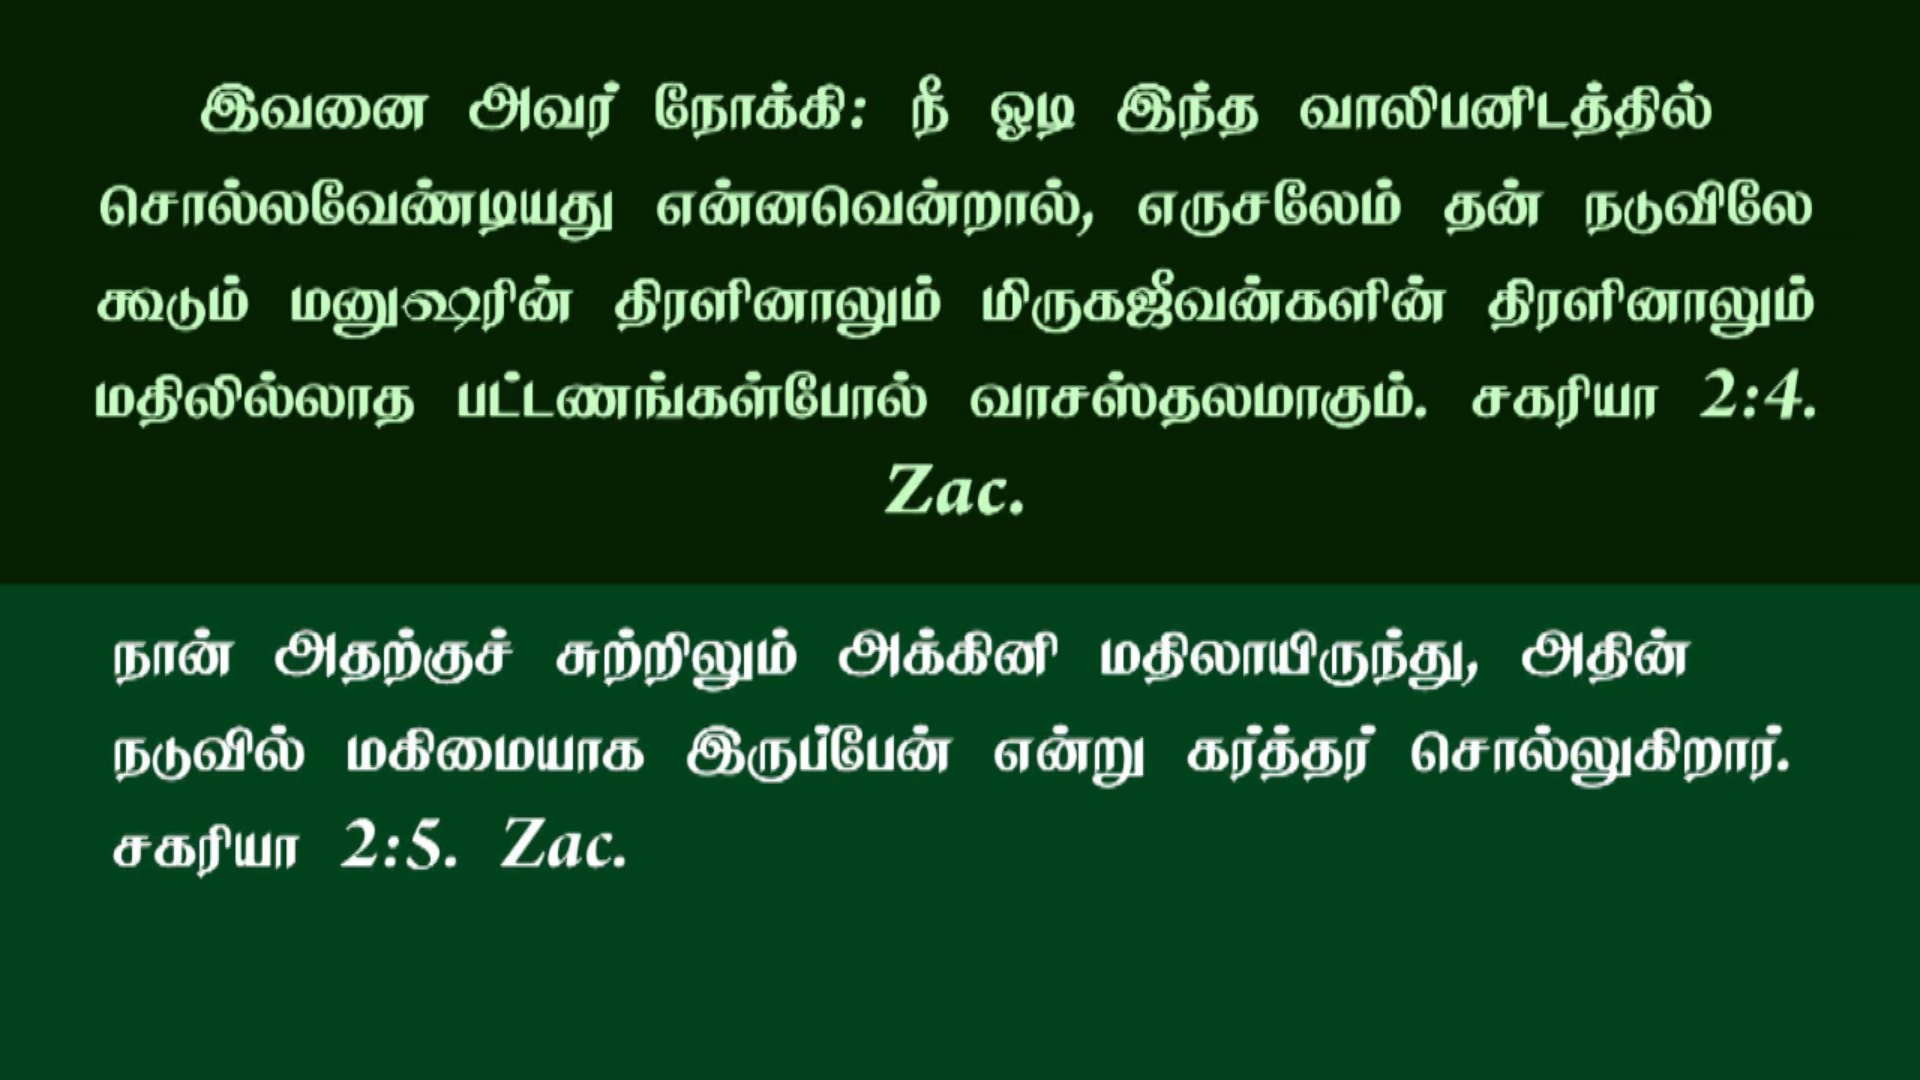 இவனை அவர் நோக்கி: நீ ஓடி இந்த வாலிபனிடத்தில்
சொல்லவேண்டியது என்னவென்றால், எருசலேம் தன் நடுவிலே
கூடும் மனுஷரின் திரளினாலும் மிருகஜீவன்களின் திரளினாலும்
மதிலில்லாத பட்டணங்கள்போல் வாசஸ்தலமாகும். சகரியா 2:4.
Zac.
நான் அதற்குச் சுற்றிலும் அக்கினி மதிலாயிருந்து, அதின்
நடுவில் மகிமையாக இருப்பேன் என்று கர்த்தர் சொல்லுகிறார்.
சகரியா 2:5. Zac.